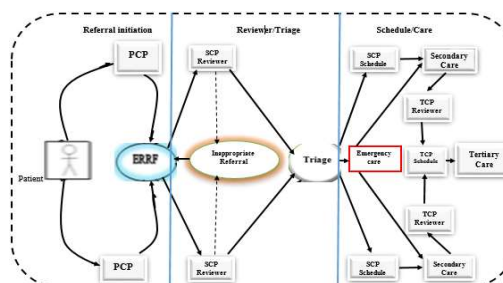 Referral initiation
Reviewer/Triage
Schedule/Care
PCP
SCP
Reviewer
SCP
Schedule
Secondary
Care
TCP
Reviewer
Patient
ERRF
Inappropriase
Referral
Triage
Emergency
care
TCP
Schedule
Tertiary
Care
TCP
Reviewer
PCP
SCP
Reviewer
SCP
Schedule
Secondary
Care